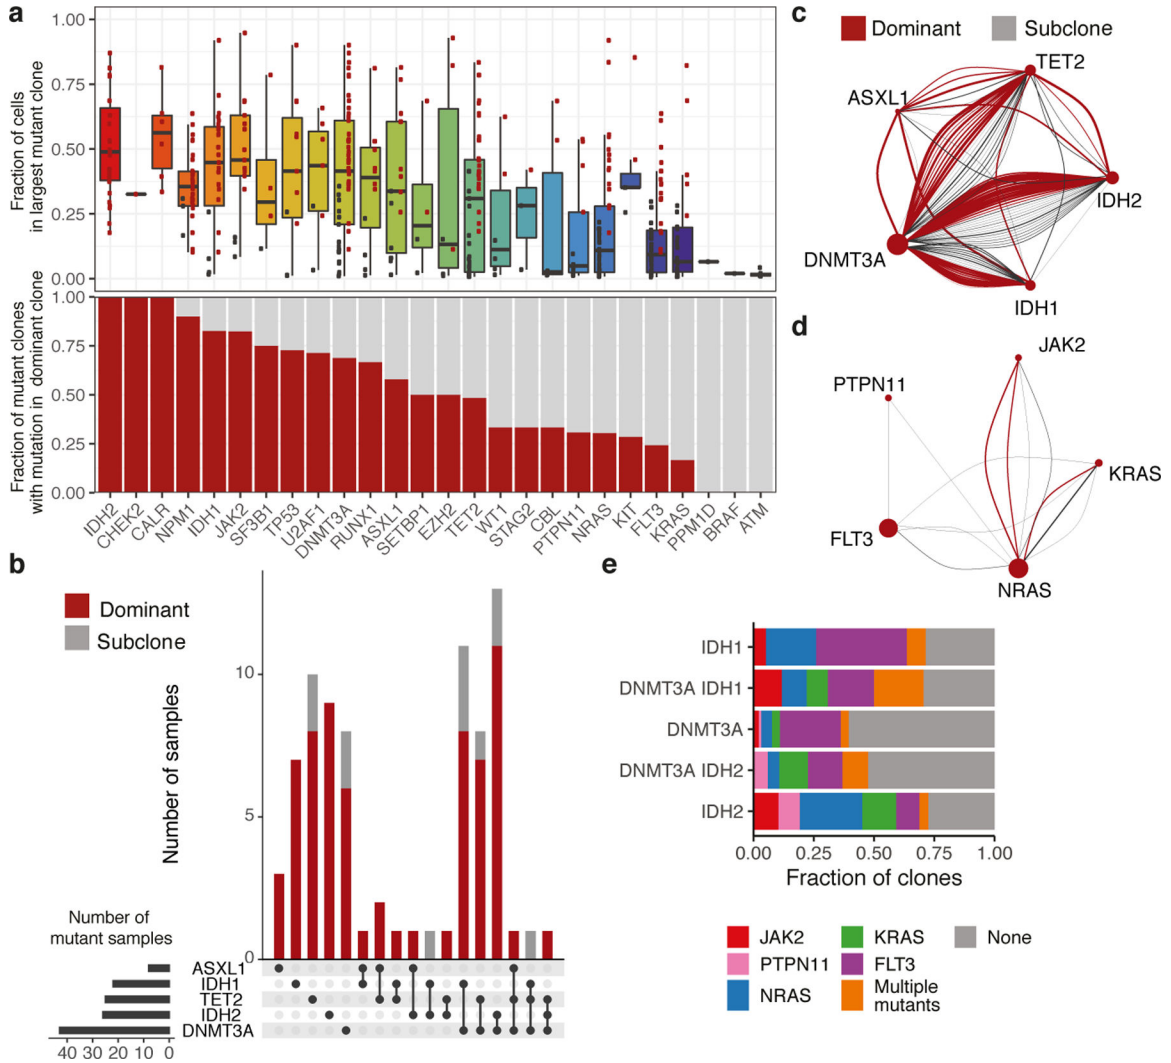 a
Fraction of cells
in largest mutant clone
1.00
0.75
0.50
0.25
0.00
Fraction of mutant clones
with mutation in dominant clone
1.00
0.75
0.50
0.25
0.00
IDH2
CHEK2
CALR
NPM1
IDH1
JAK2
SF3B1
TP53
U2AF1
DNMT3A
RUNX1
ASXL1
SETBP1
EZH2
TET2
WT1
STAG2
CBL
PTPN11
NRAS
KIT
FLT3
KRAS
PPM1D
BRAF
ATM
b
Dominant
Subclone
Number of samples
10
5
0
Number of
mutant samples
ASXL1
IDH1
TET2
IDH2
DNMT3A
40 30 20 10 0
c
Dominant
Subclone
TET2
ASXL1
IDH2
DNMT3A
IDH1
d
JAK2
PTPN11
KRAS
FLT3
NRAS
e
IDH1
DNMT3A IDH1
DNMT3A
DNMT3A IDH2
IDH2
0.00 0.25 0.50 0.75 1.00
Fraction of clones
JAK2
KRAS
None
PTPN11
FLT3
NRAS
Multiple
mutants